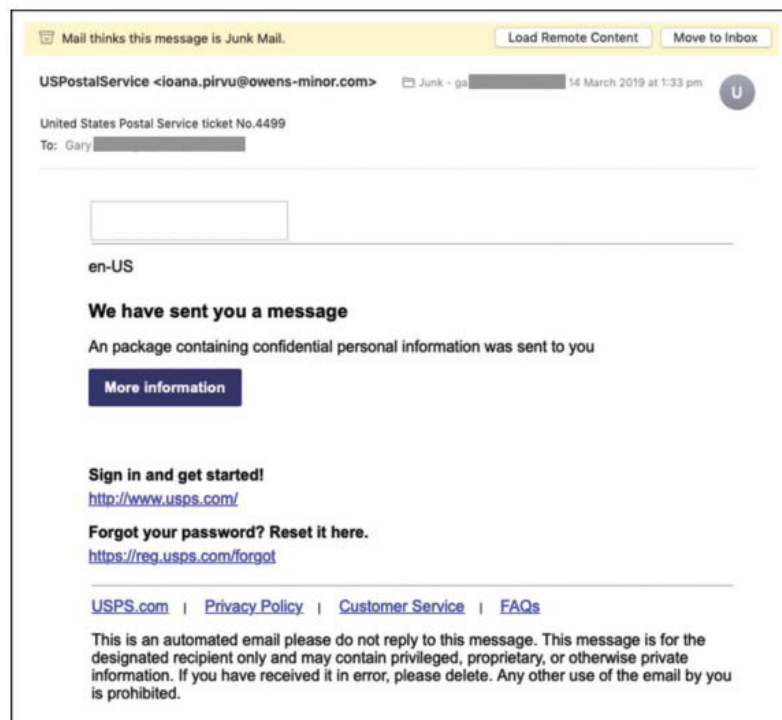 Mail thinks this message is Junk Mail. Load Remote Content Move to Inbox
USPostalService <ioana.pirvu@owens-minor.com> Junk - ga 14 March 2019 at 1:33 pm U
United States Postal Service ticket No.4499
To: Gary
en-US
We have sent you a message
An package containing confidential personal information was sent to you
More information
Sign in and get started!
http://www.usps.com/
Forgot your password? Reset it here.
https://reg.usps.com/forgot
USPS.com | Privacy Policy | Customer Service | FAQs
This is an automated email please do not reply to this message. This message is for the
designated recipient only and may contain privileged, proprietary, or otherwise private
information. If you have received it in error, please delete. Any other use of the email by you
is prohibited.